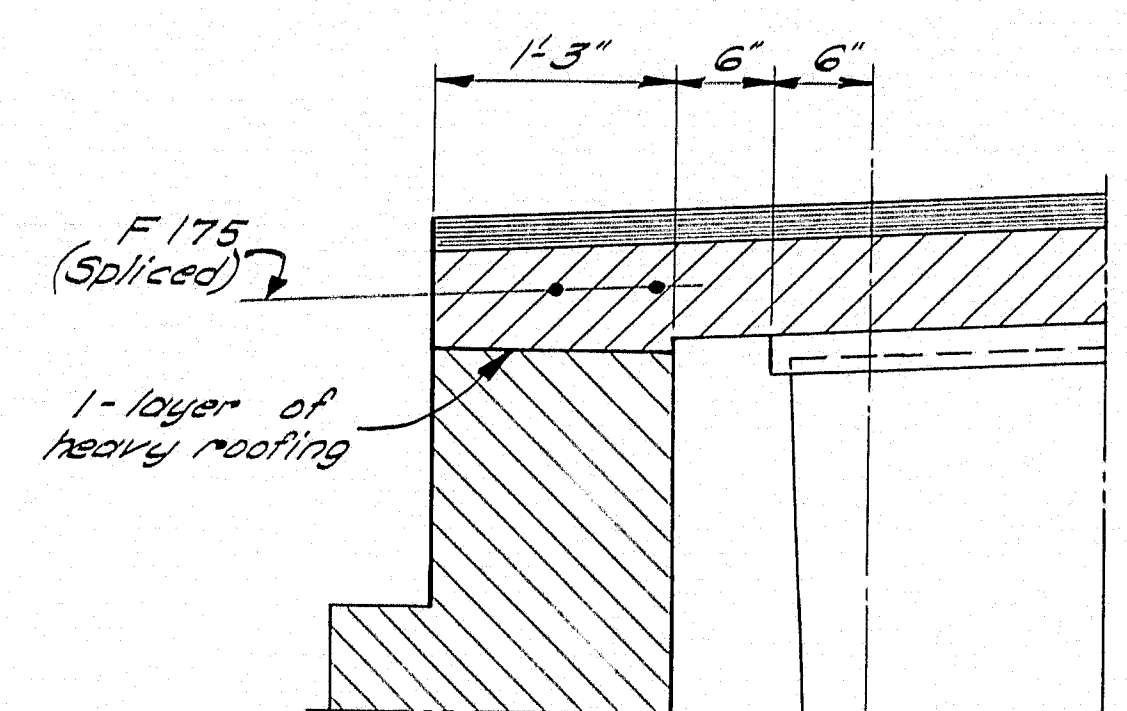 1'-3" 6" 6"
F 175
(Spliced)
1-layer of
heavy roofing